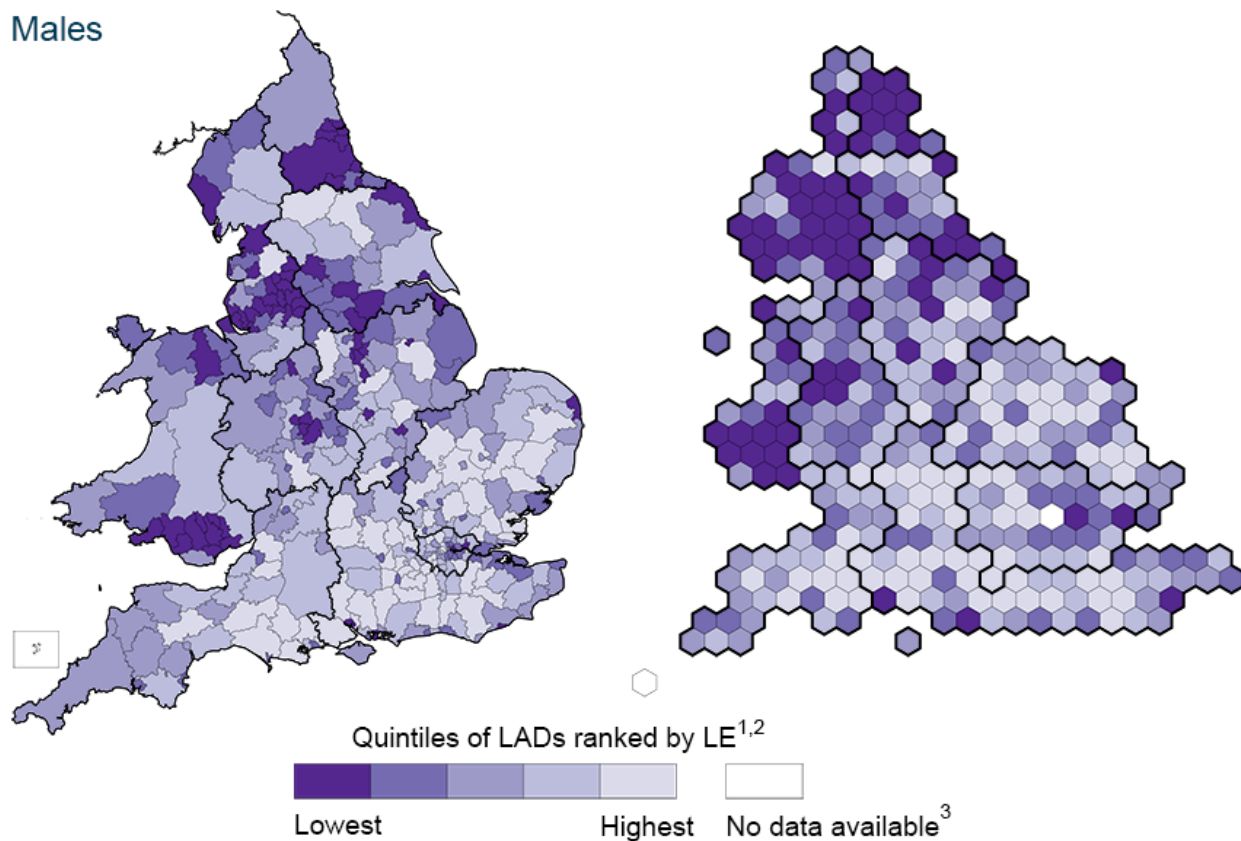 Males
Quintiles of LADs ranked by LE1,2
Lowest
Highest
No data available3